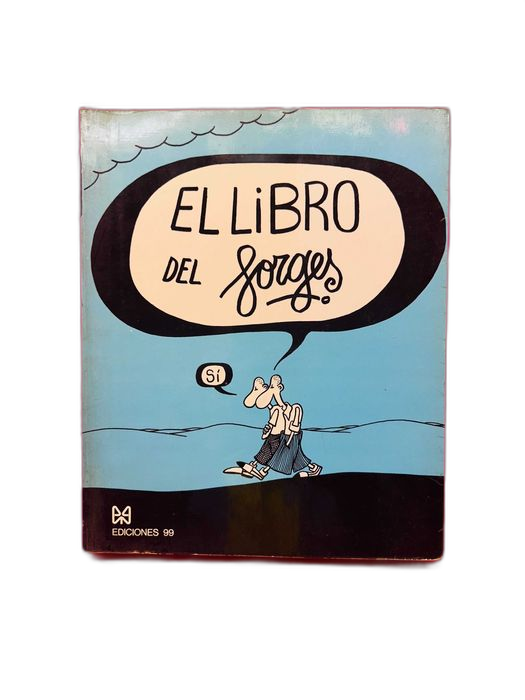 EL LiBRO
DEL forges
SÍ
EDICIONES 99